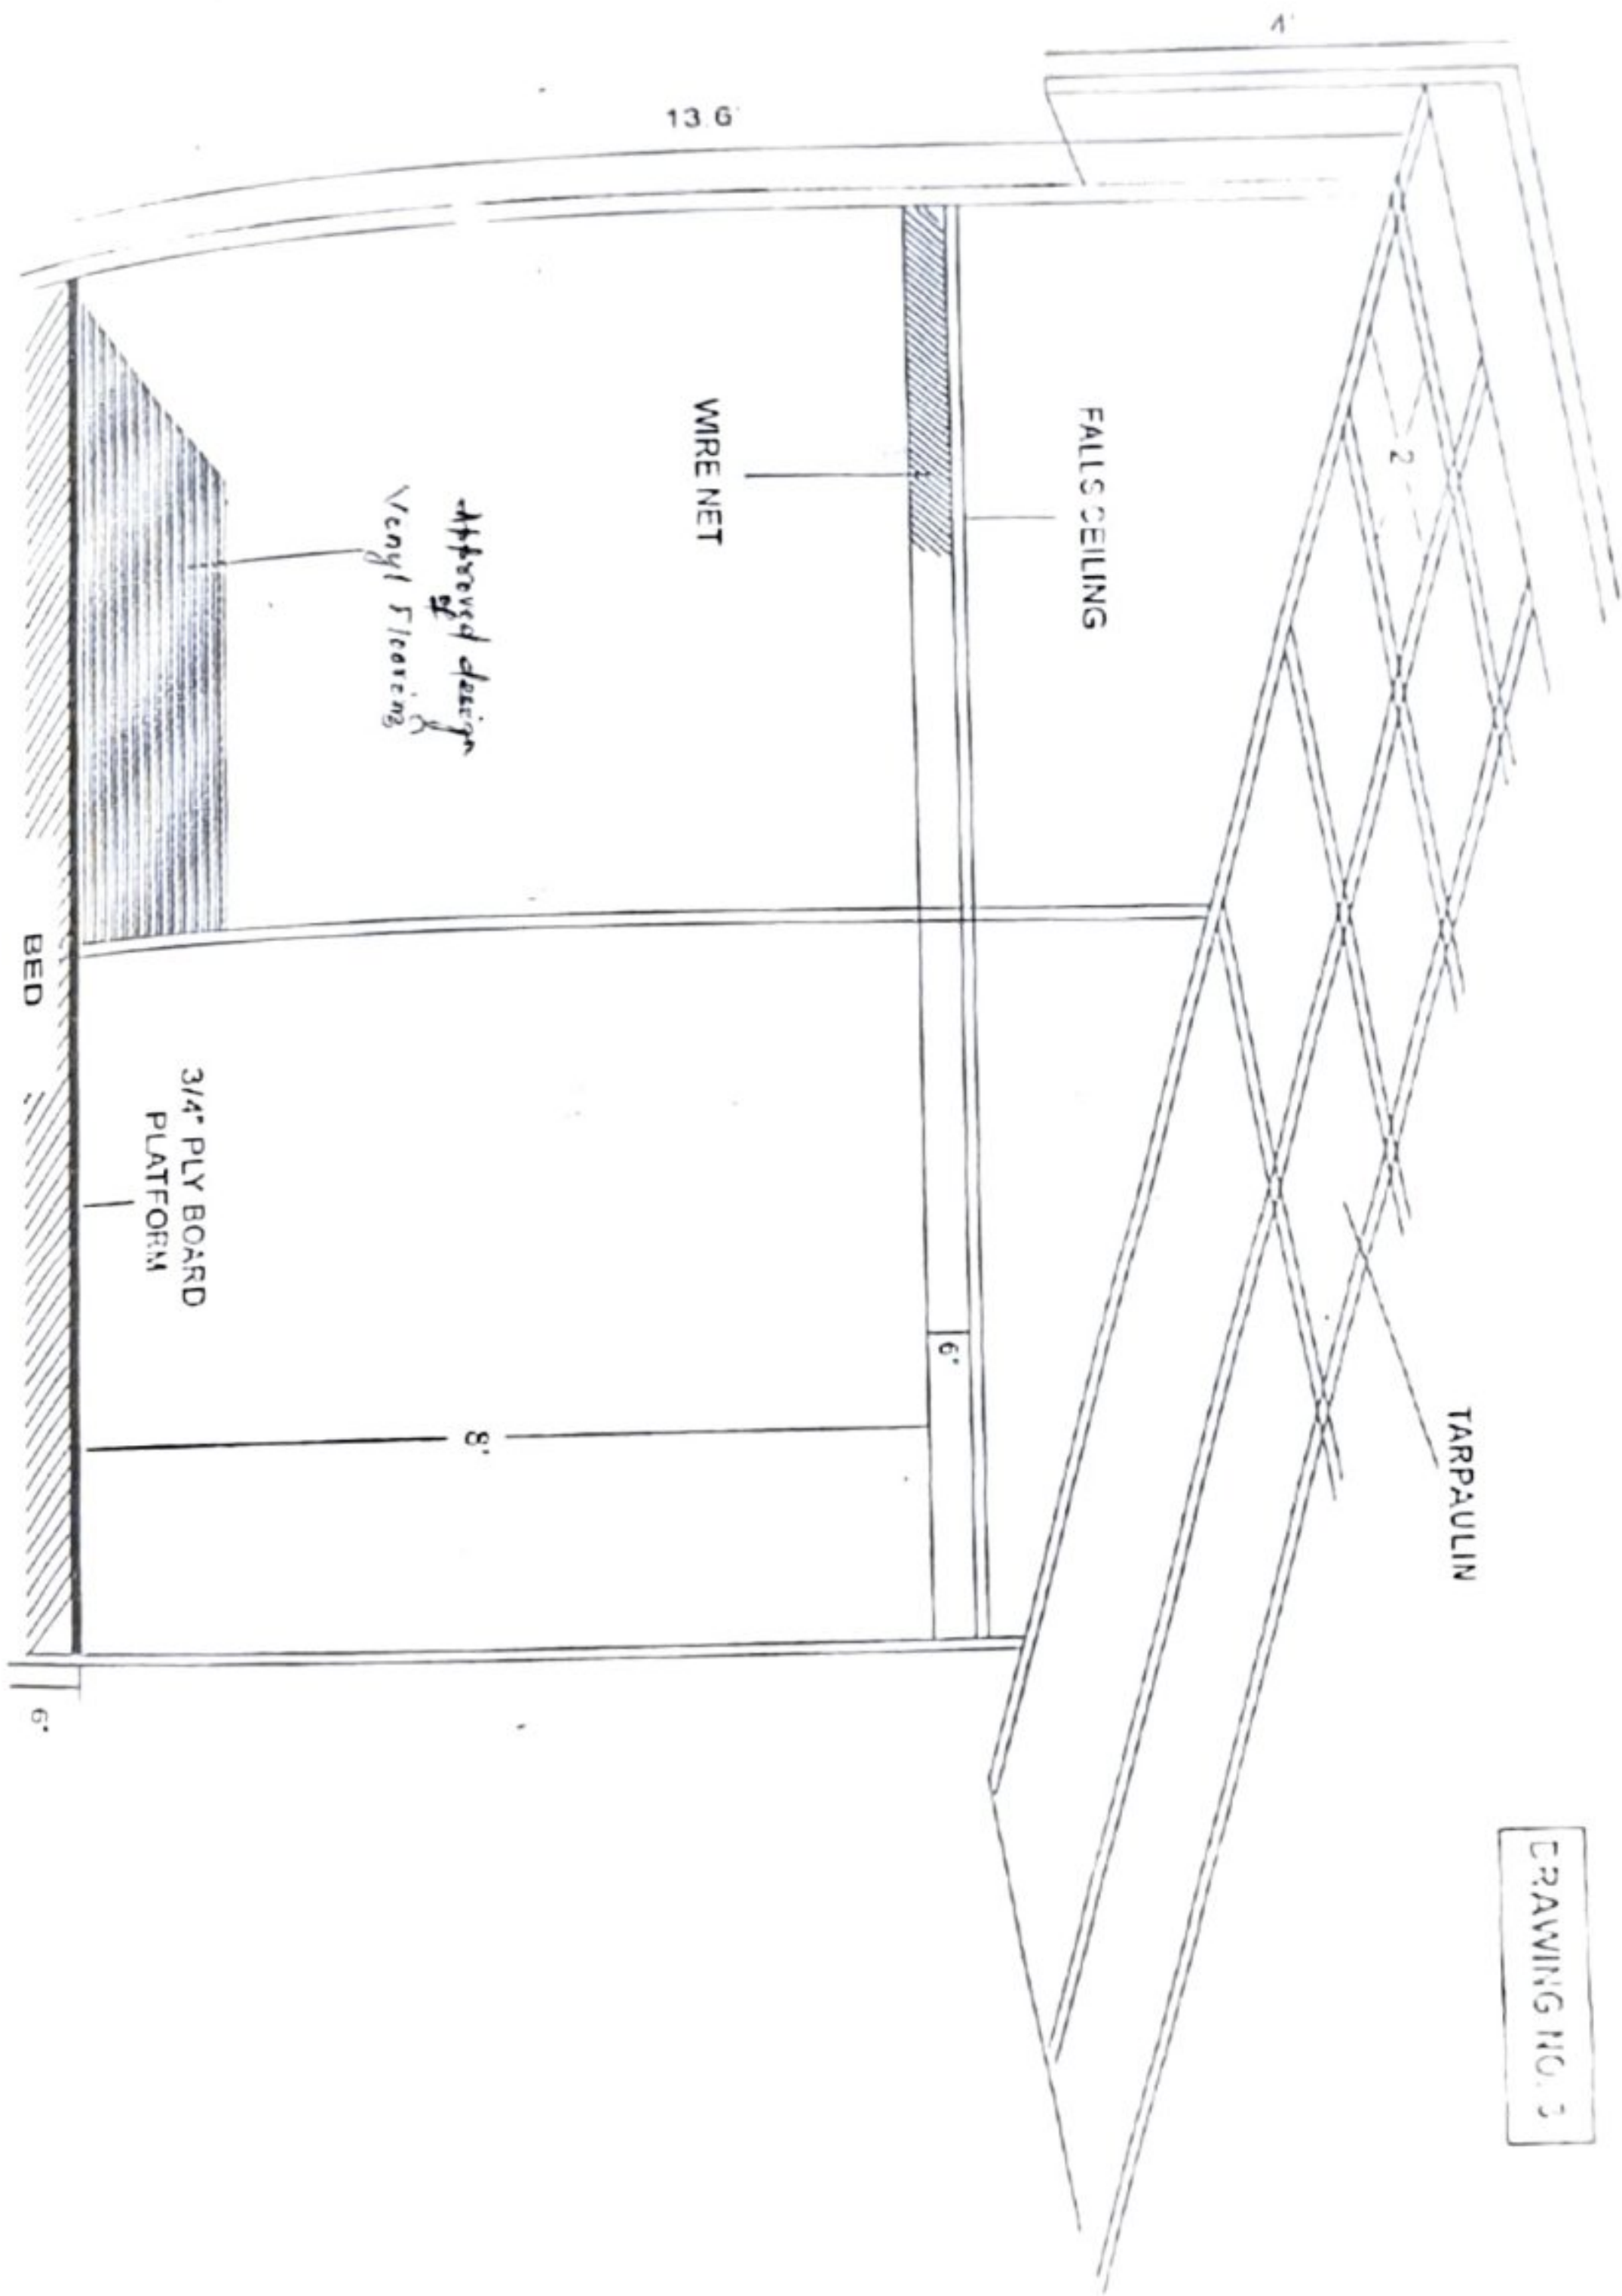 DRAWING NO. 3
4'
TARPAULIN
2
FALLS CEILING
13.6
6"
WIRE NET
8'
Approved design
of
Venyl Flooring
3/4" PLY BOARD
PLATFORM
BED
6"